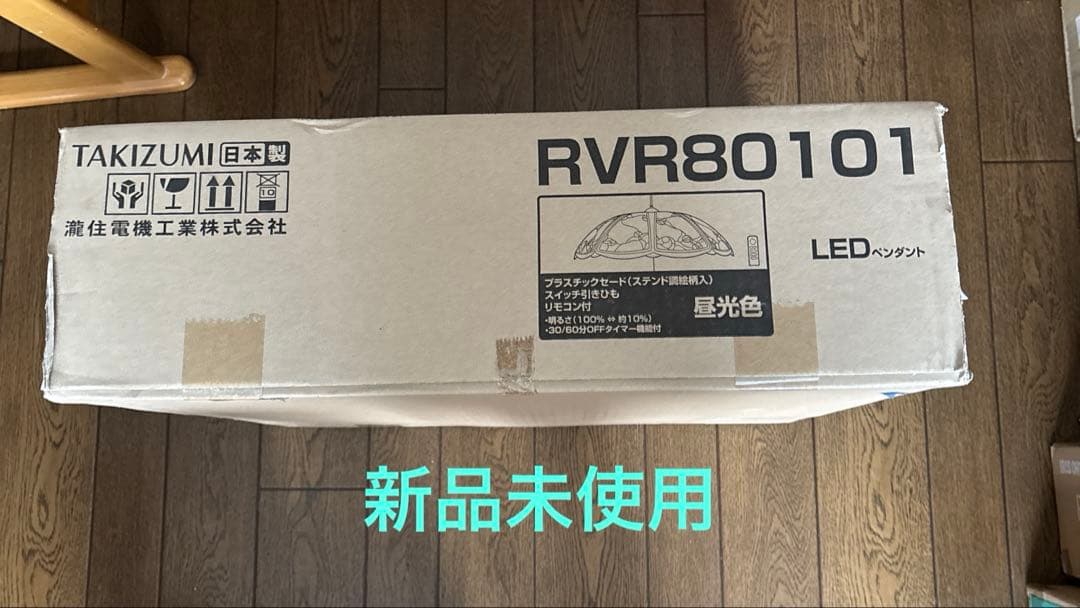 TAKIZUMI 日本製
10
瀧住電機工業株式会社
RVR80101
LEDペンダント
プラスチックセード(ステンド調絵柄入)
スイッチ引きひも
リモコン付
・明るさ(100% ⇔ 約10%)
・30/60分OFFタイマー機能付
昼光色
新品未使用